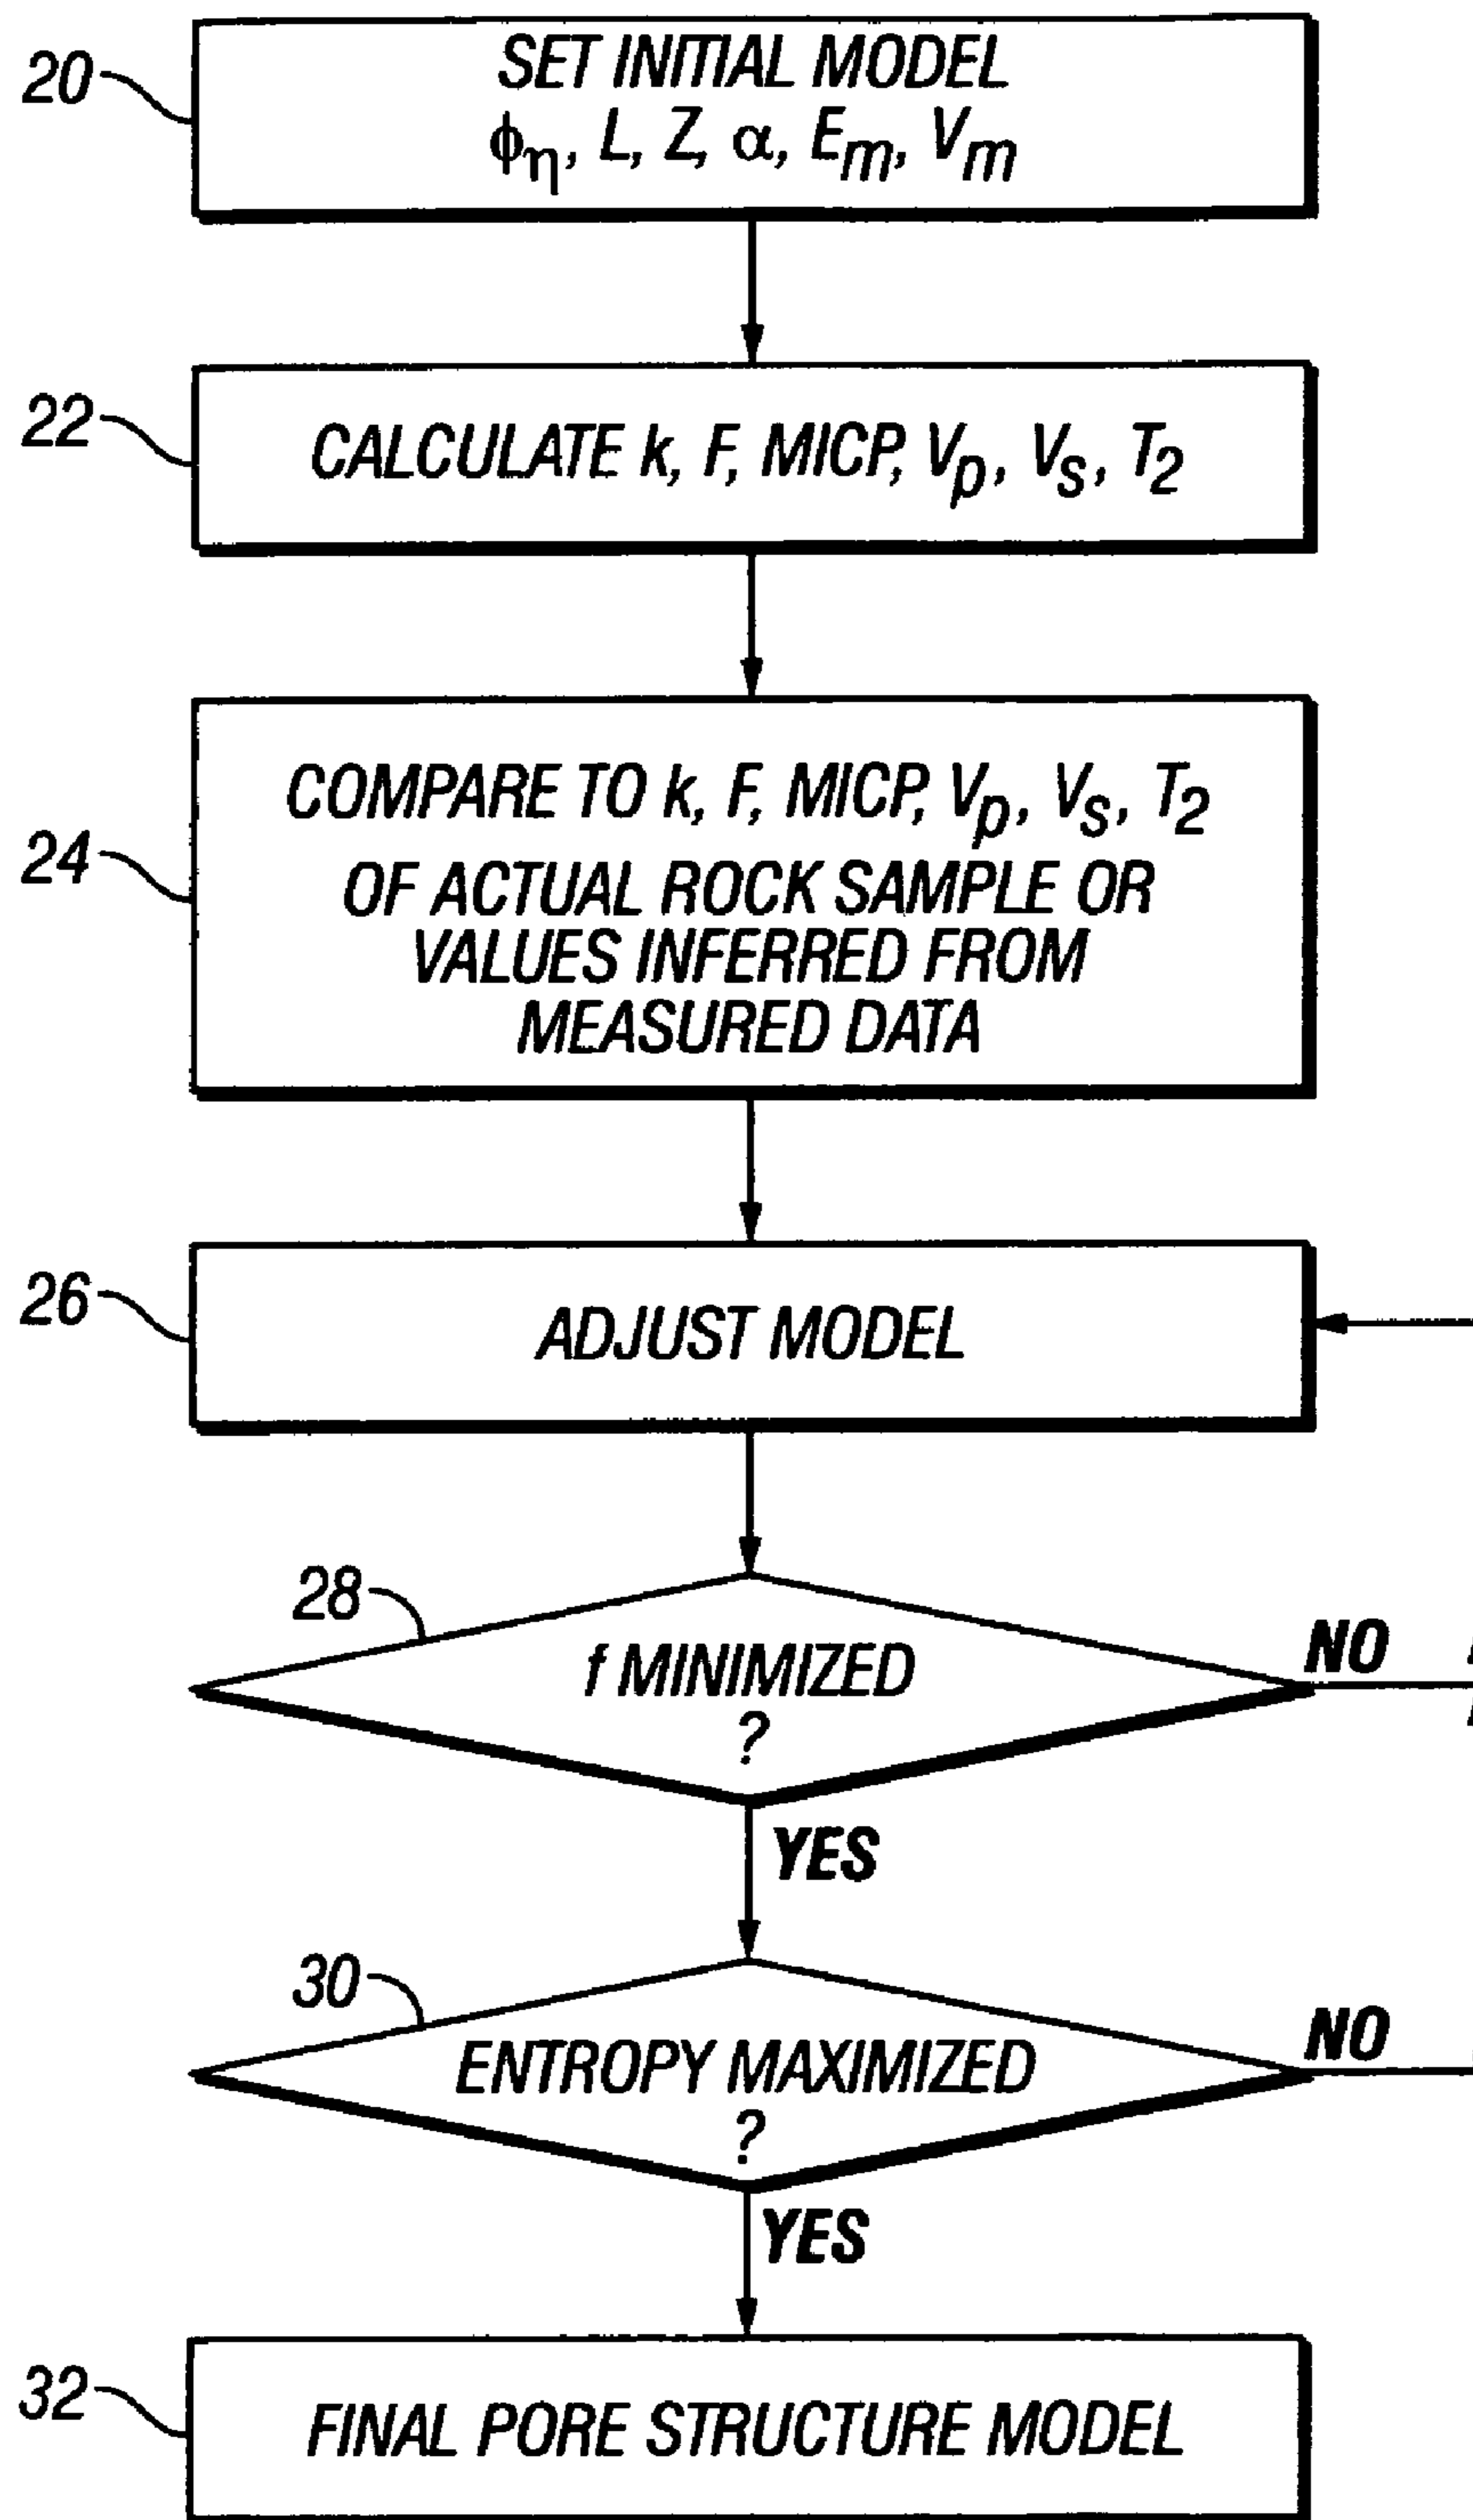 20
SET INITIAL MODEL
ϕη, L, Z, α, Em, Vm
22
CALCULATE k, F, MICP, Vp, Vs, T2
24
COMPARE TO k, F, MICP, Vp, Vs, T2
OF ACTUAL ROCK SAMPLE OR
VALUES INFERRED FROM
MEASURED DATA
26
ADJUST MODEL
28
f MINIMIZED
?
NO
YES
30
ENTROPY MAXIMIZED
?
NO
YES
32
FINAL PORE STRUCTURE MODEL